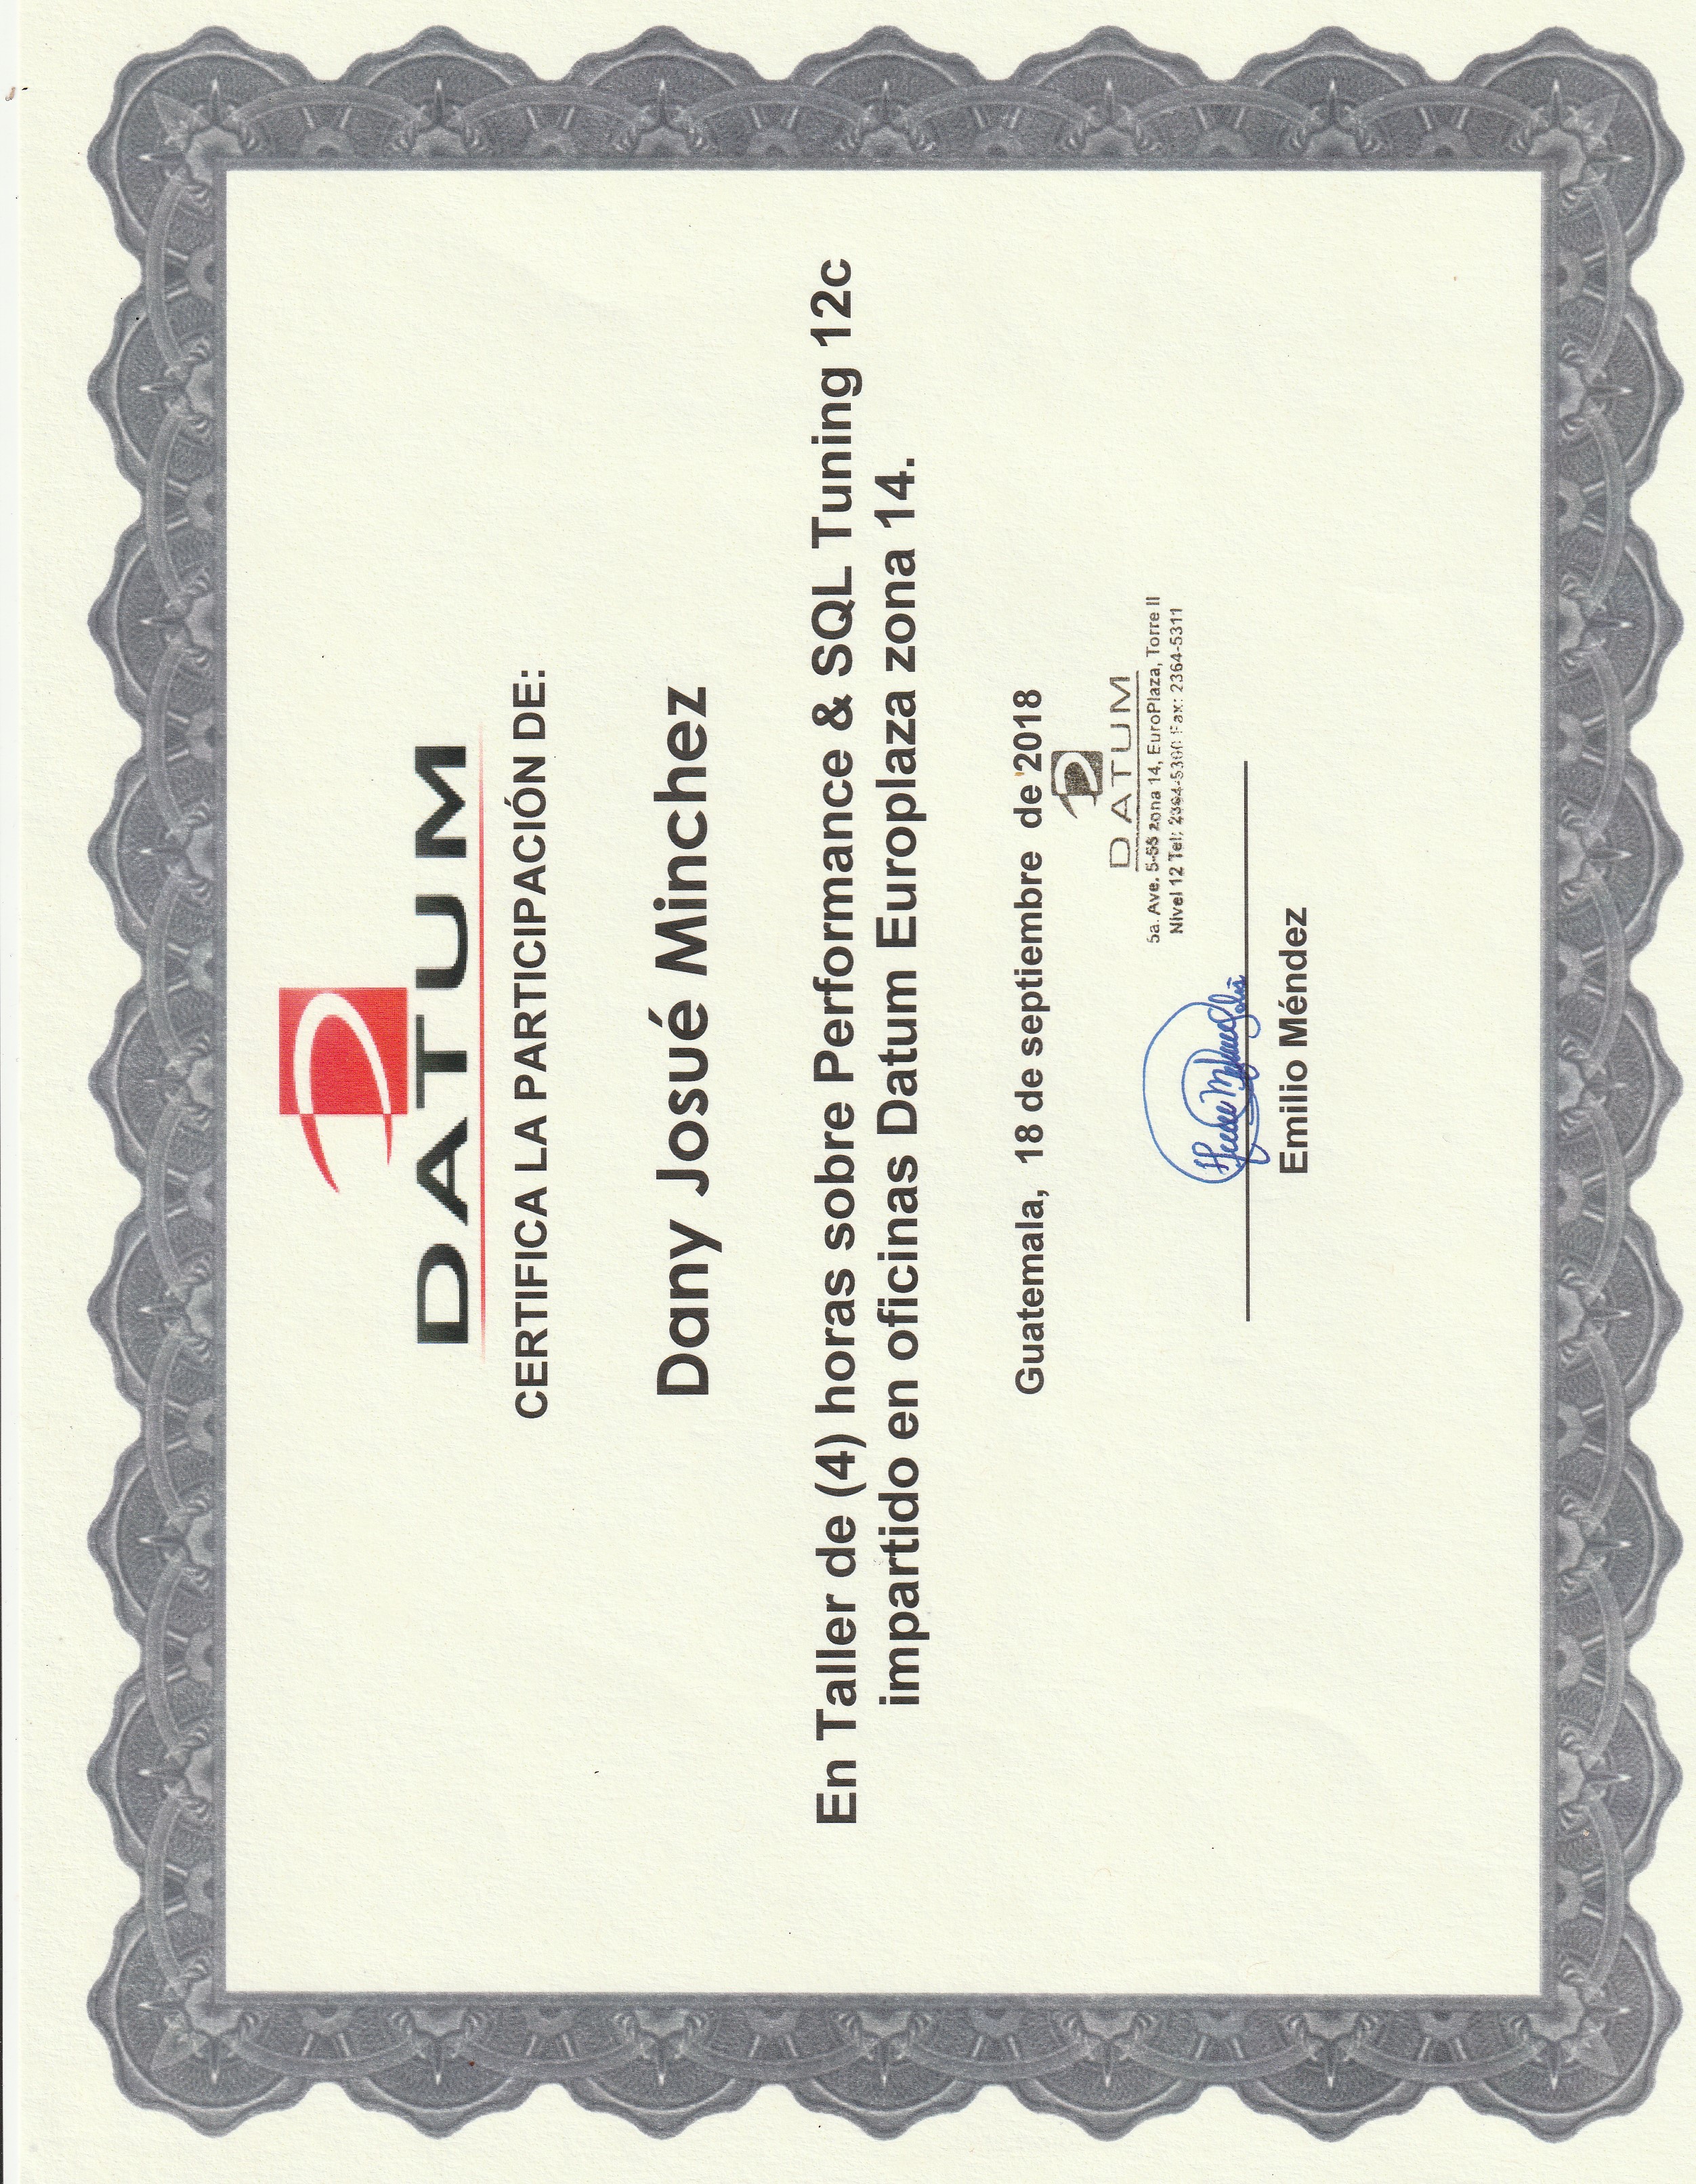 DATUM
CERTIFICA LA PARTICIPACIÓN DE:
Dany Josué Minchez
En Taller de (4) horas sobre Performance & SQL Tuning 12c
impartido en oficinas Datum Europlaza zona 14.
Guatemala, 18 de septiembre de 2018
DATUM
5a. Ave. 5-55 zona 14, EuroPlaza, Torre II
Nivel 12 Tel: 2364-5300 Fax: 2364-5311
Emilio Méndez